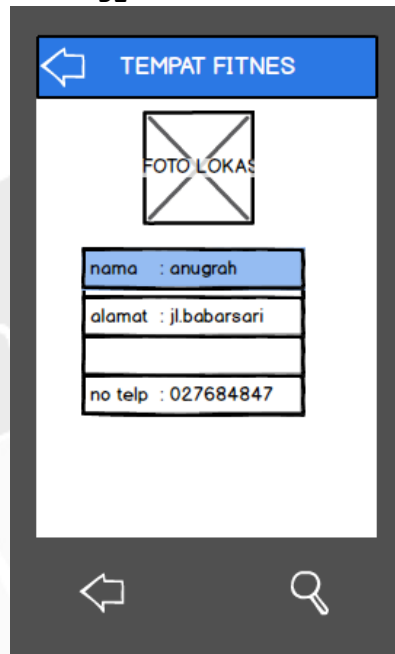 TEMPAT FITNES
FOTO LOKAS
nama : anugrah
alamat : jl.babarsari
no telp : 027684847